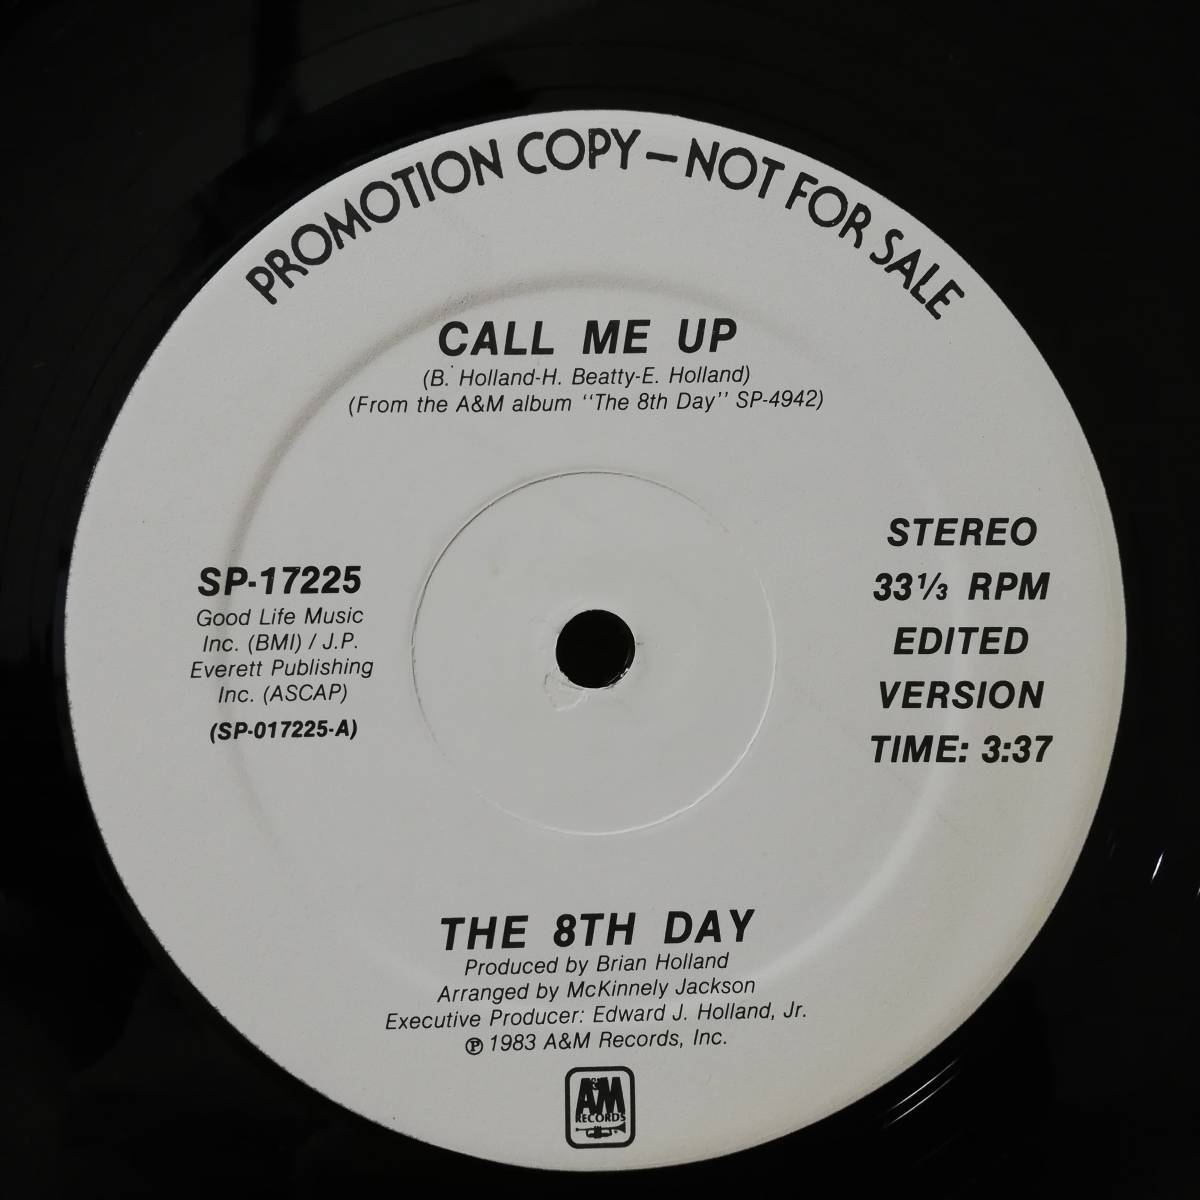 PROMOTION COPY — NOT FOR SALE
CALL ME UP
(B. Holland-H. Beatty-E. Holland)
(From the A&M album "The 8th Day" SP-4942)
SP-17225
Good Life Music
Inc. (BMI) / J.P.
Everett Publishing
Inc. (ASCAP)
(SP-017225-A)
STEREO
33⅓ RPM
EDITED
VERSION
TIME: 3:37
THE 8TH DAY
Produced by Brian Holland
Arranged by McKinnely Jackson
Executive Producer: Edward J. Holland, Jr.
℗ 1983 A&M Records, Inc.
A&M
RECORDS